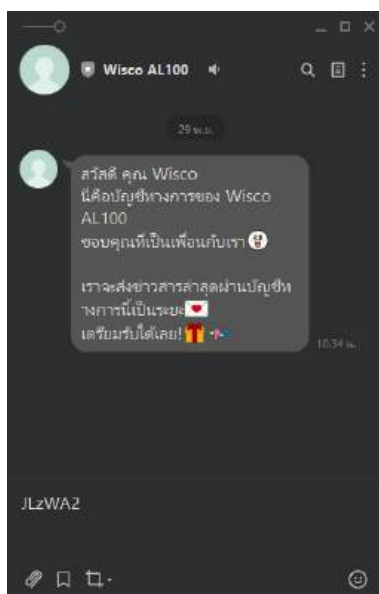 Wisco AL100
29 พ.ย.
สวัสดี คุณ Wisco
นี่คือบัญชีทางการของ Wisco
AL100
ขอบคุณที่เป็นเพื่อนกับเรา
เราจะส่งข่าวสารล่าสุดผ่านบัญชีท
างการนี้เป็นระยะ
เตรียมรับได้เลย!
10.34 น.
JLzWA2